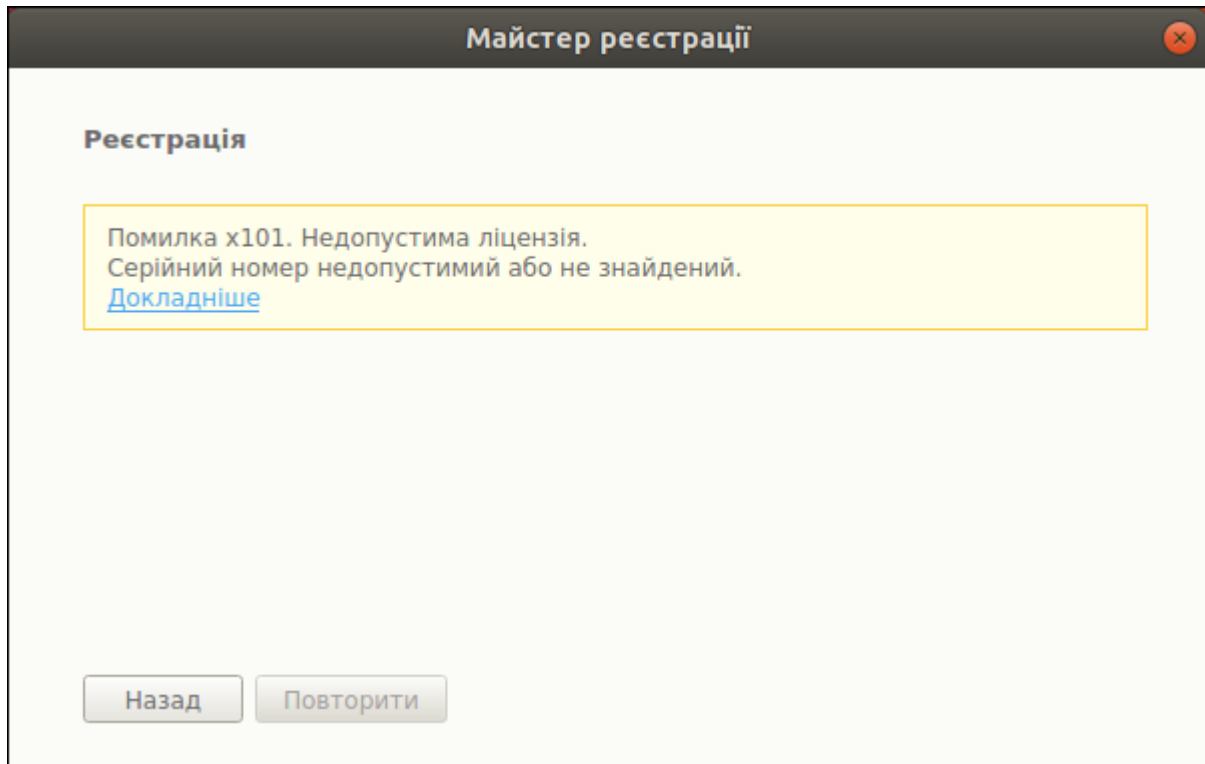 Майстер реєстрації
Реєстрація
Помилка x101. Недопустима ліцензія.
Серійний номер недопустимий або не знайдений.
Докладніше
Назад
Повторити